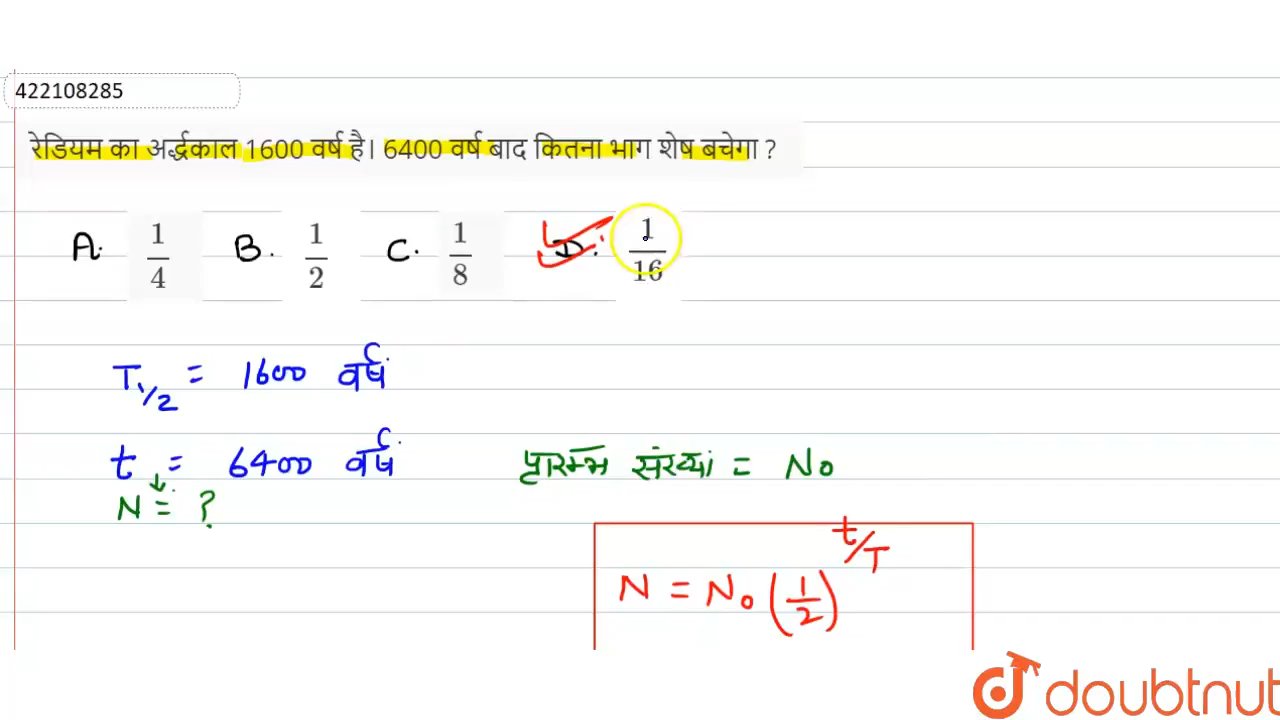 422108285
रेडियम का अर्द्धकाल 1600 वर्ष है। 6400 वर्ष बाद कितना भाग शेष बचेगा ?
A. 1/4 B. 1/2 C. 1/8 D. 1/16
T1/2 = 1600 वर्ष
t = 6400 वर्ष प्रारम्भ संख्या = N0
N = ?
N = N0 (1/2)^t/T
doubtnut